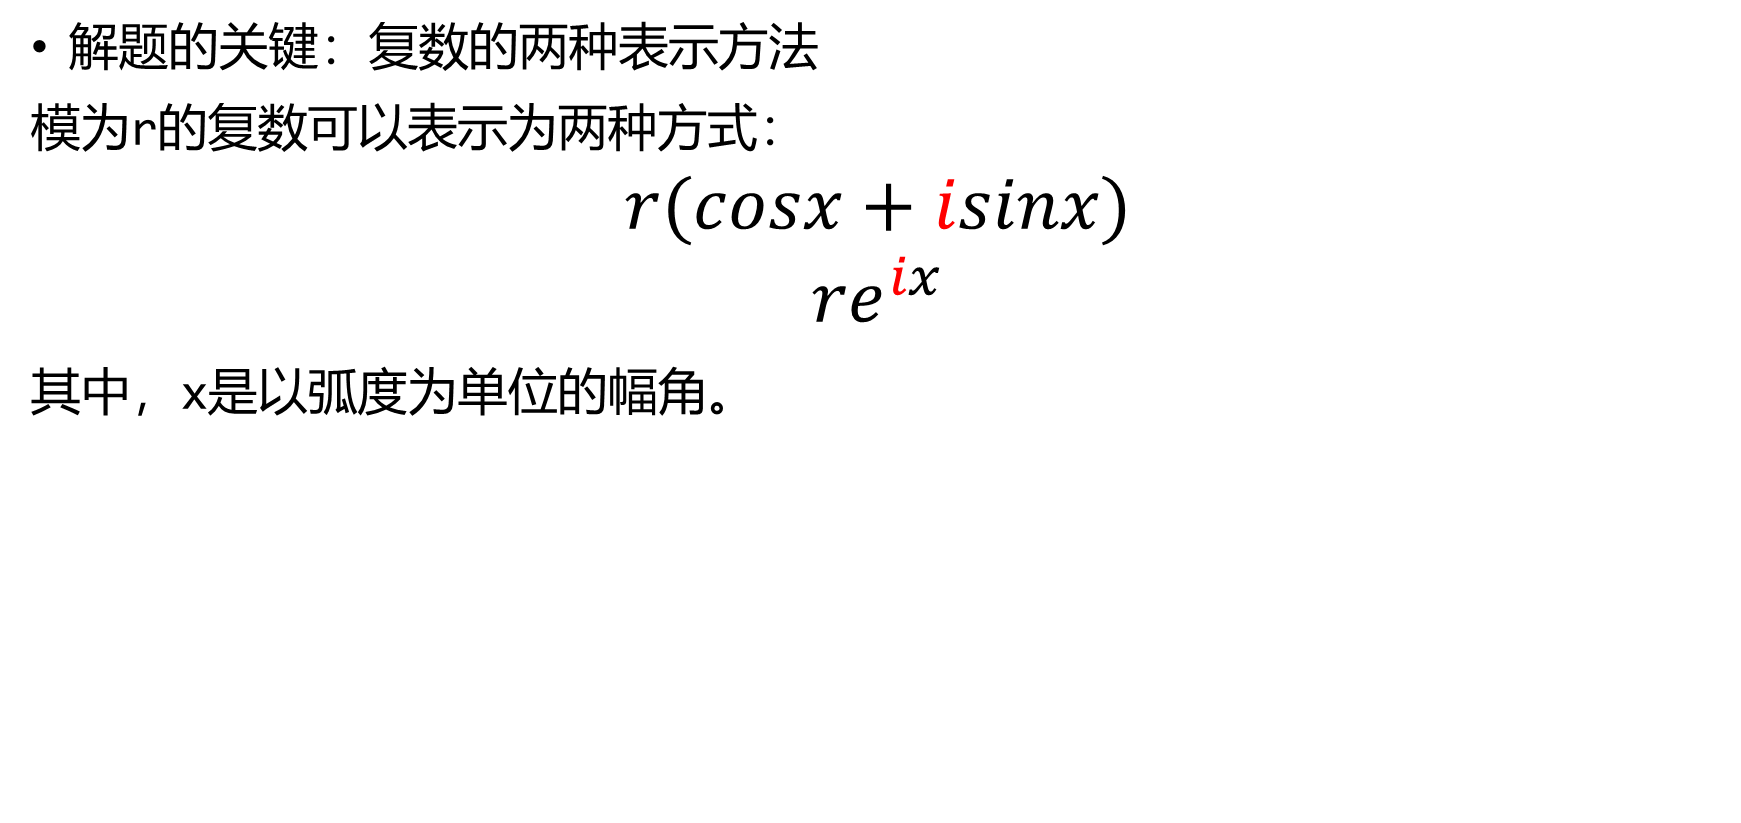 • 解题的关键：复数的两种表示方法
模为r的复数可以表示为两种方式：
r(cosx + isinx)
re^{ix}
其中，x是以弧度为单位的幅角。